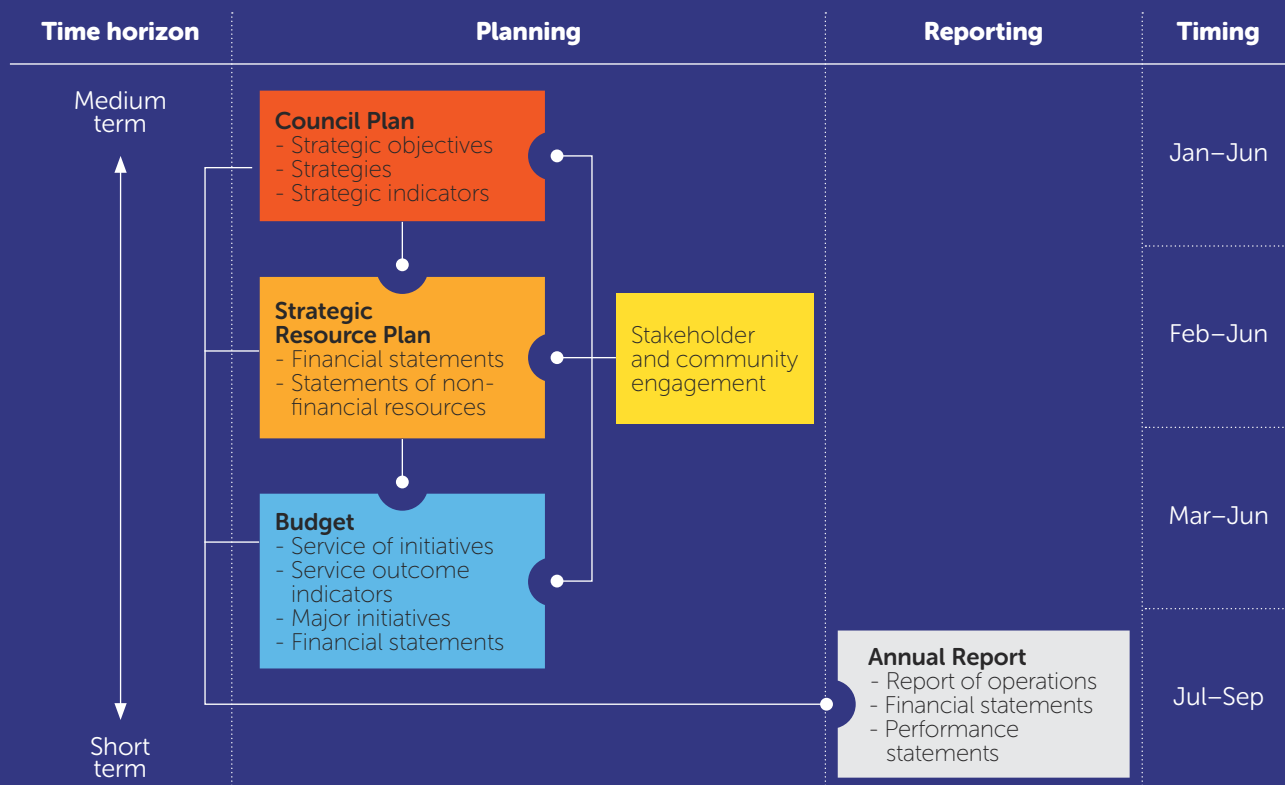 Time horizon
Planning
Reporting
Timing
Medium
term
Council Plan
- Strategic objectives
- Strategies
- Strategic indicators
Jan–Jun
Strategic
Resource Plan
- Financial statements
- Statements of non-
financial resources
Stakeholder
and community
engagement
Feb–Jun
Budget
- Service of initiatives
- Service outcome
indicators
- Major initiatives
- Financial statements
Mar–Jun
Annual Report
- Report of operations
- Financial statements
- Performance
statements
Jul–Sep
Short
term